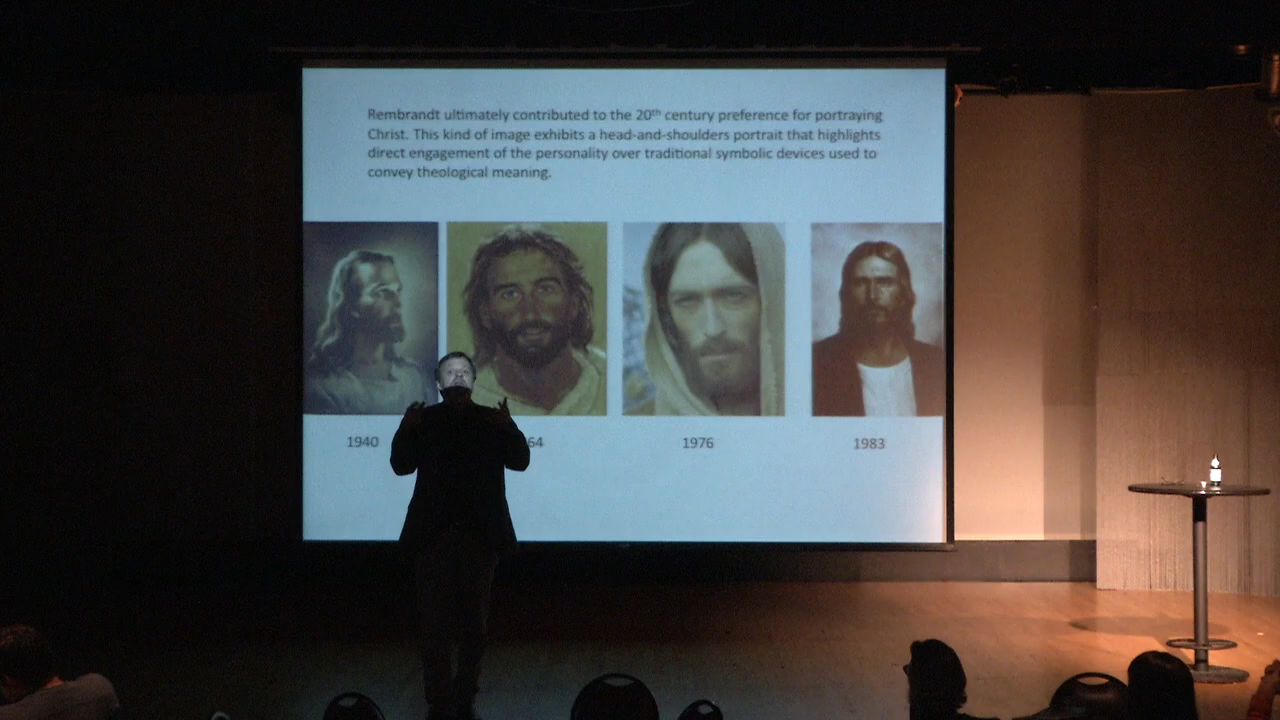 Rembrandt ultimately contributed to the 20th century preference for portraying
Christ. This kind of image exhibits a head-and-shoulders portrait that highlights
direct engagement of the personality over traditional symbolic devices used to
convey theological meaning.
1940 64 1976 1983